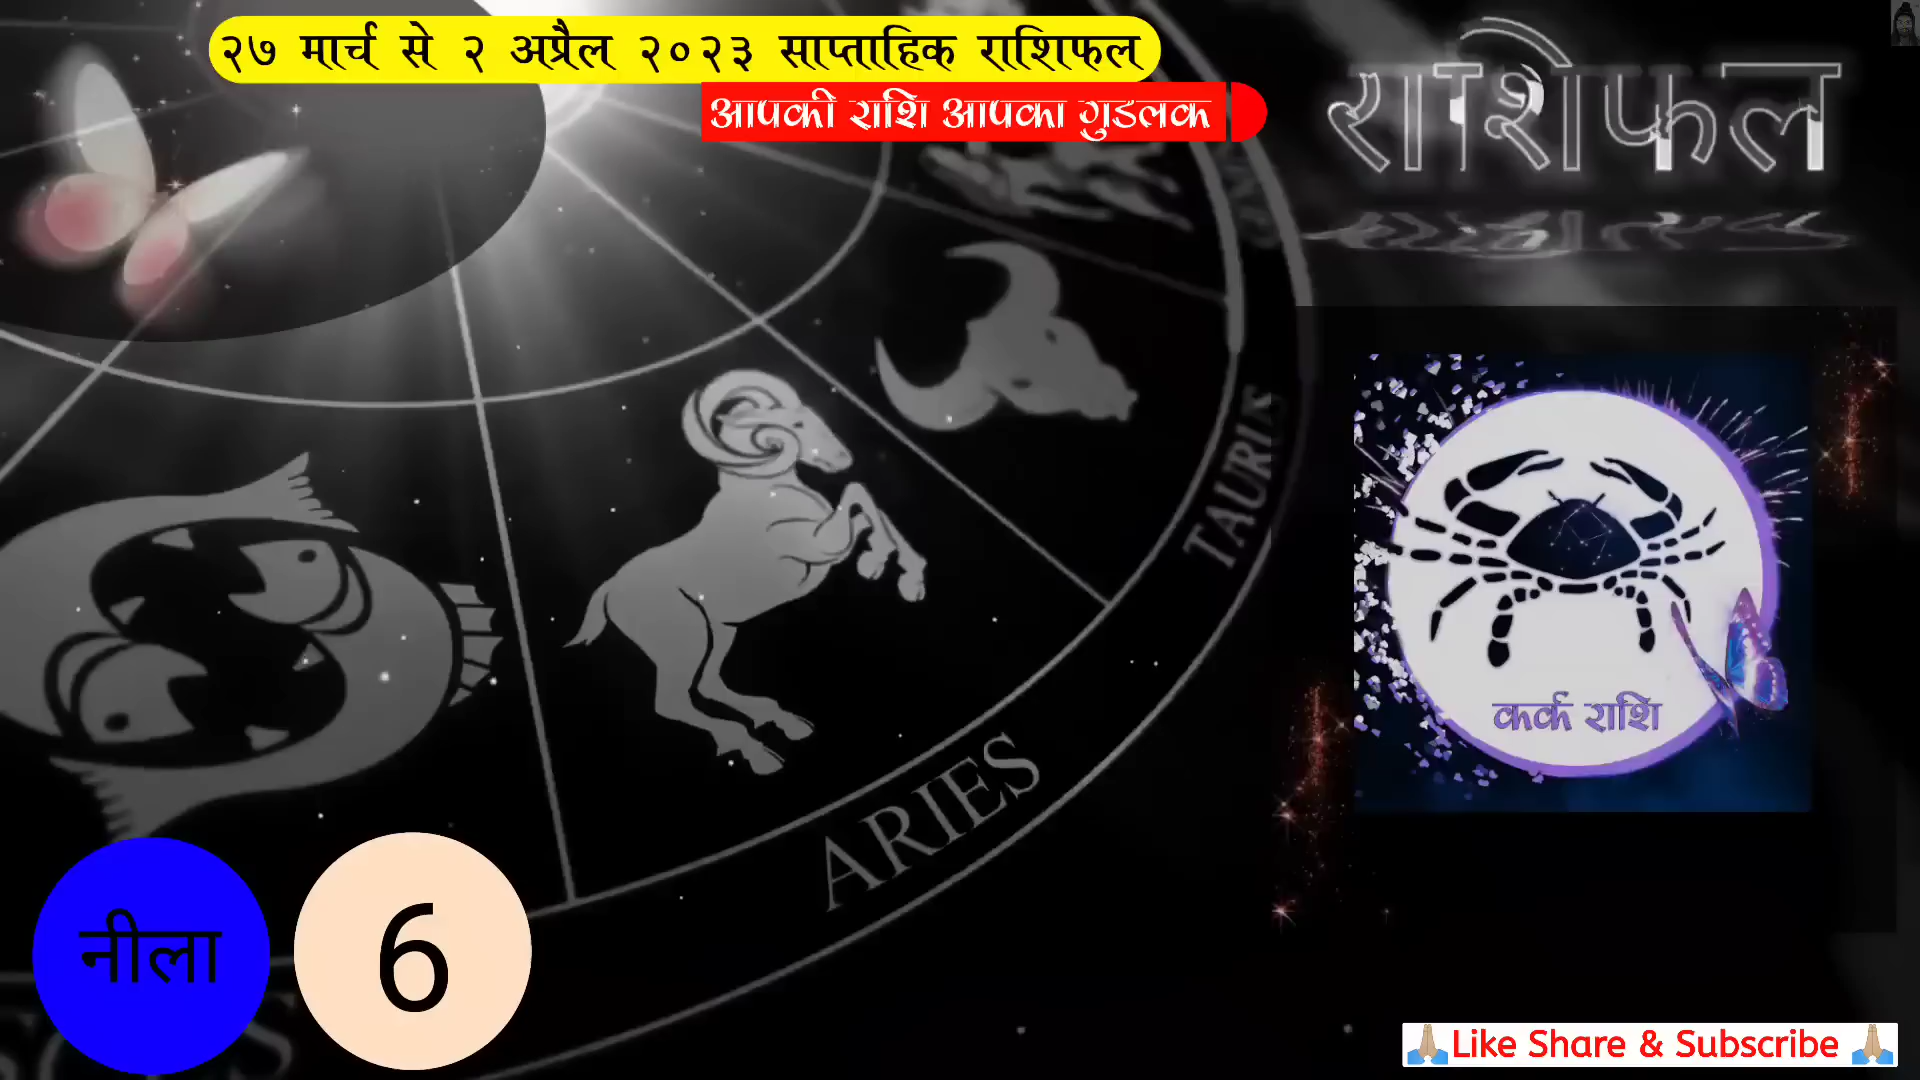 २७ मार्च से २ अप्रैल २०२३ साप्ताहिक राशिफल
आपकी राशि आपका गुडलक
राशिफल
TAURUS
कर्क राशि
ARIES
नीला
6
🙏🏼Like Share & Subscribe 🙏🏼